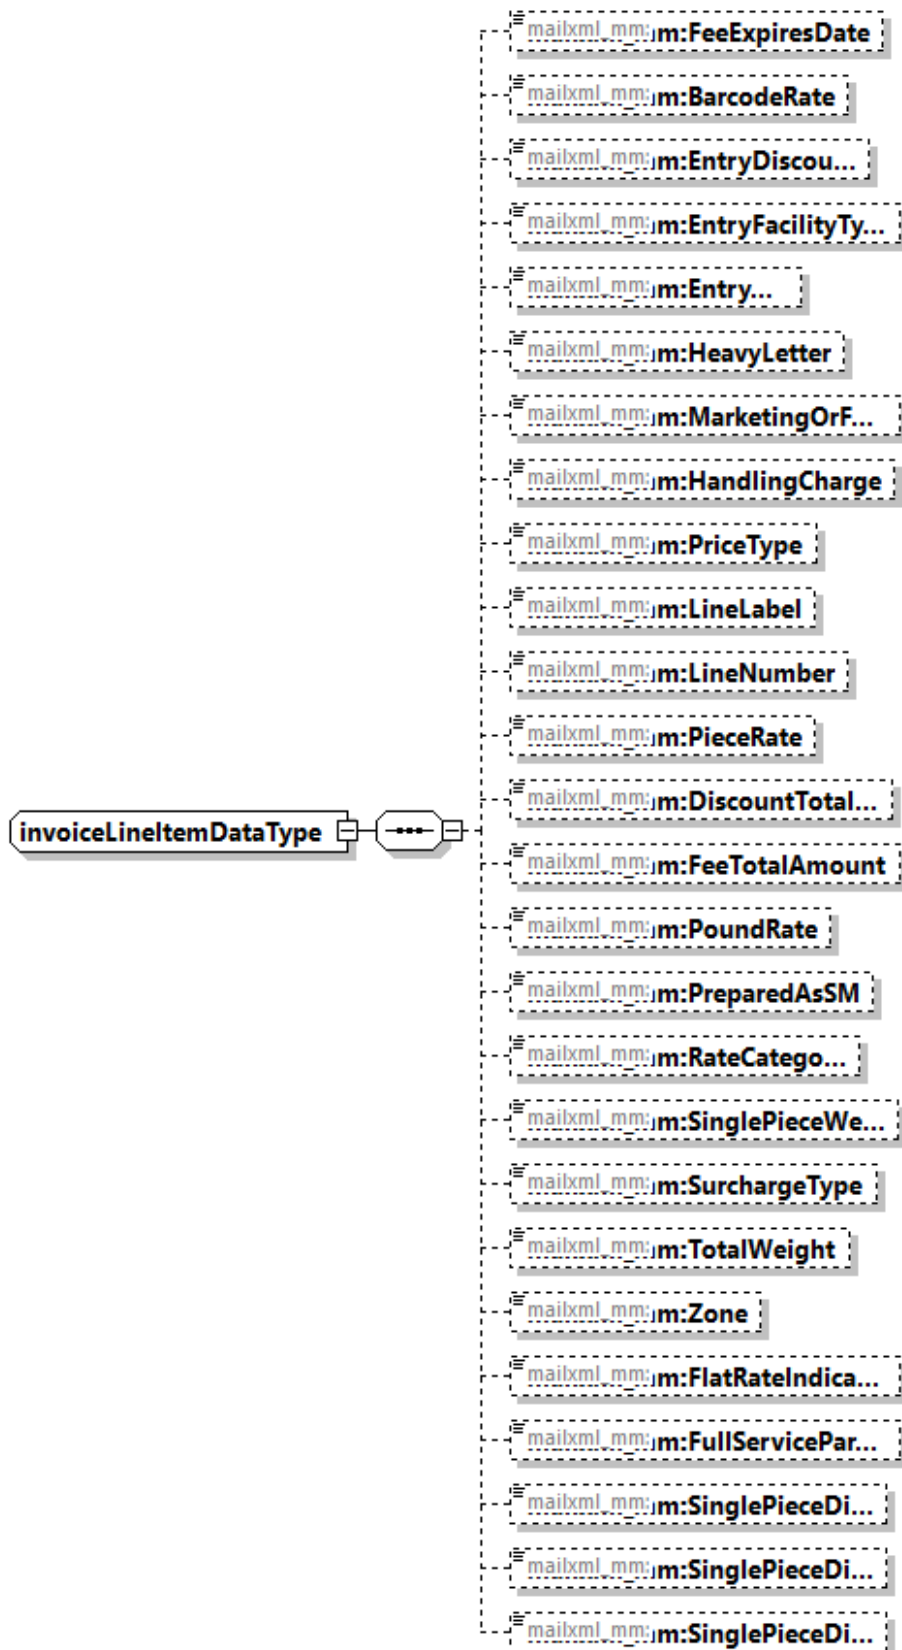 mailxml_mm:m:FeeExpiresDate
mailxml_mm:m:BarcodeRate
mailxml_mm:m:EntryDiscou...
mailxml_mm:m:EntryFacilityTy...
mailxml_mm:m:Entry...
mailxml_mm:m:HeavyLetter
mailxml_mm:m:MarketingOrF...
mailxml_mm:m:HandlingCharge
mailxml_mm:m:PriceType
mailxml_mm:m:LineLabel
mailxml_mm:m:LineNumber
mailxml_mm:m:PieceRate
mailxml_mm:m:DiscountTotal...
invoiceLineItemDataType
mailxml_mm:m:FeeTotalAmount
mailxml_mm:m:PoundRate
mailxml_mm:m:PreparedAsSM
mailxml_mm:m:RateCatego...
mailxml_mm:m:SinglePieceWe...
mailxml_mm:m:SurchargeType
mailxml_mm:m:TotalWeight
mailxml_mm:m:Zone
mailxml_mm:m:FlatRateIndica...
mailxml_mm:m:FullServicePar...
mailxml_mm:m:SinglePieceDi...
mailxml_mm:m:SinglePieceDi...
mailxml_mm:m:SinglePieceDi...